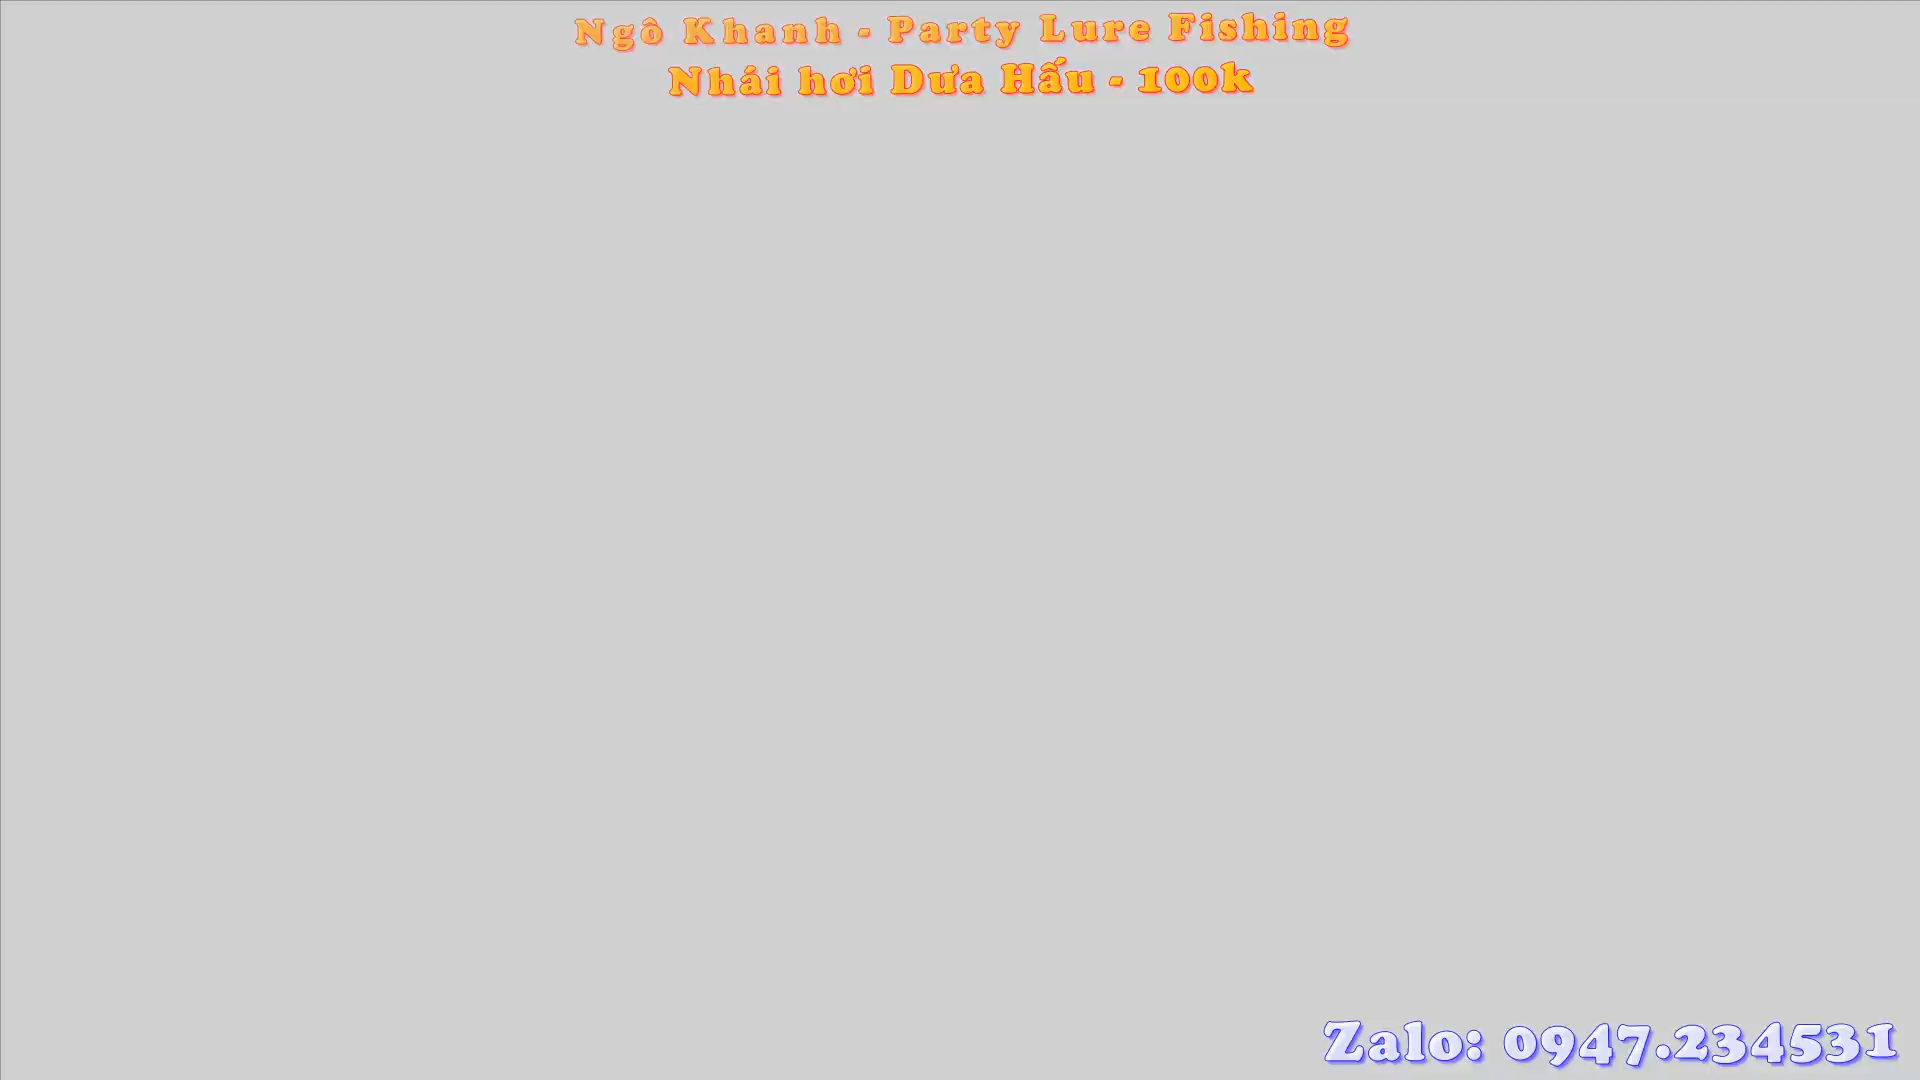 Ngô Khanh - Party Lure Fishing
Nhái hơi Dưa Hấu - 100k
Zalo: 0947.234531